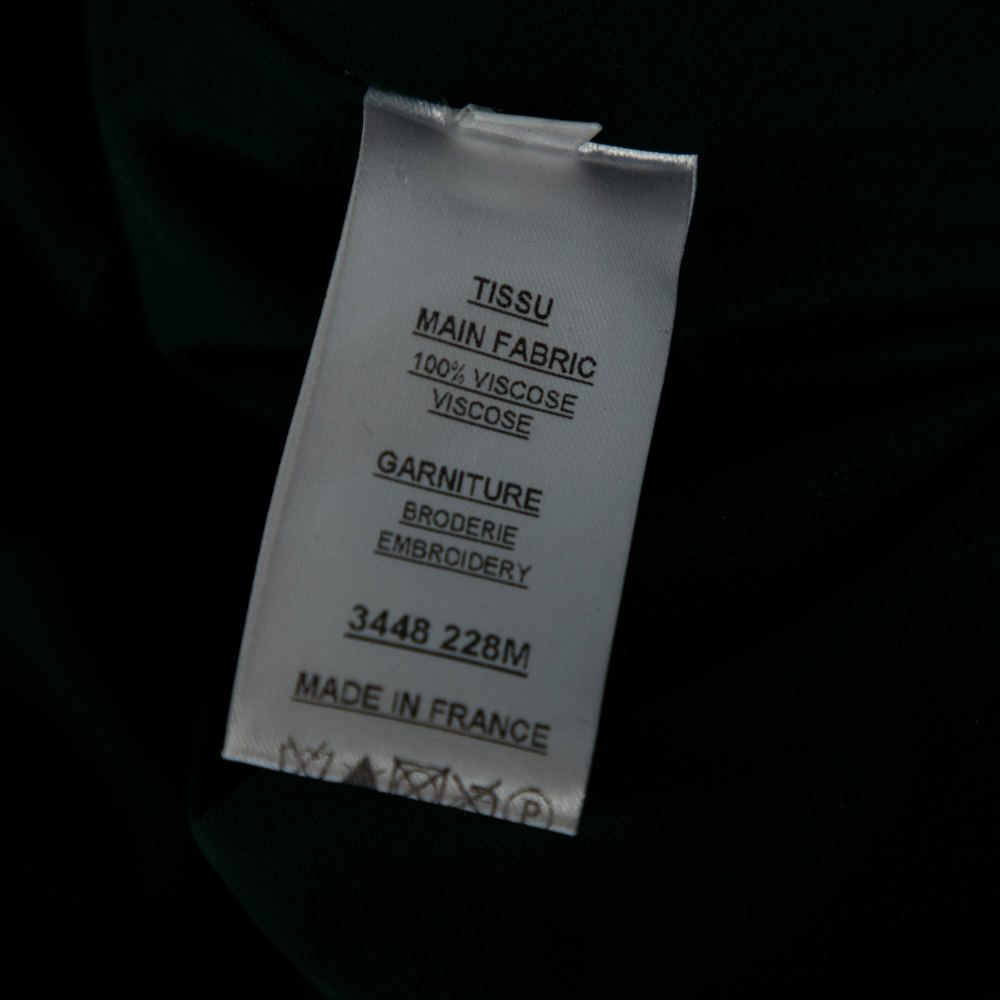 TISSU
MAIN FABRIC
100% VISCOSE
VISCOSE
GARNITURE
BRODERIE
EMBROIDERY
3448 228M
MADE IN FRANCE
P